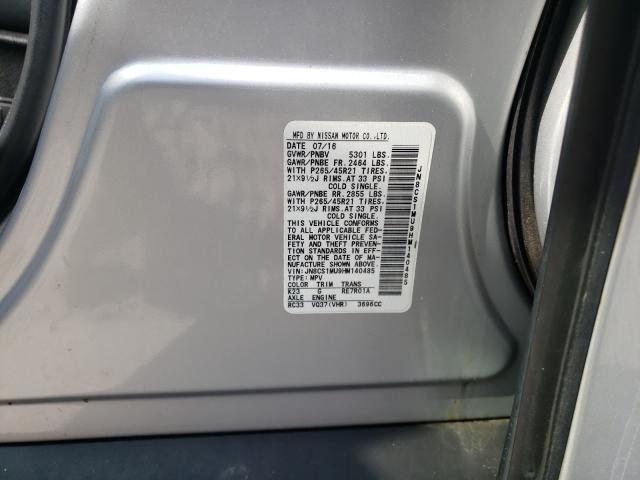 MFD BY NISSAN MOTOR CO.,LTD.
DATE 07/16
GVWR/PNBV 5301 LBS.
GAWR/PNBE FR. 2464 LBS.
WITH P265/45R21 TIRES.
21X9½J RIMS.AT 33 PSI
COLD SINGLE.
GAWR/PNBE RR. 2855 LBS.
WITH P265/45R21 TIRES.
21X9½J RIMS.AT 33 PSI
COLD SINGLE.
THIS VEHICLE CONFORMS
TO ALL APPLICABLE FED-
ERAL MOTOR VEHICLE SA-
FETY AND THEFT PREVEN-
TION STANDARDS IN EFF-
ECT ON THE DATE OF MA-
NUFACTURE SHOWN ABOVE.
VIN:JN8CS1MU9HM140485
TYPE:MPV
COLOR TRIM TRANS
K23 G RE7R01A
AXLE ENGINE
RC33 VQ37(VHR) 3696CC
JN8CS1MU9HM140485